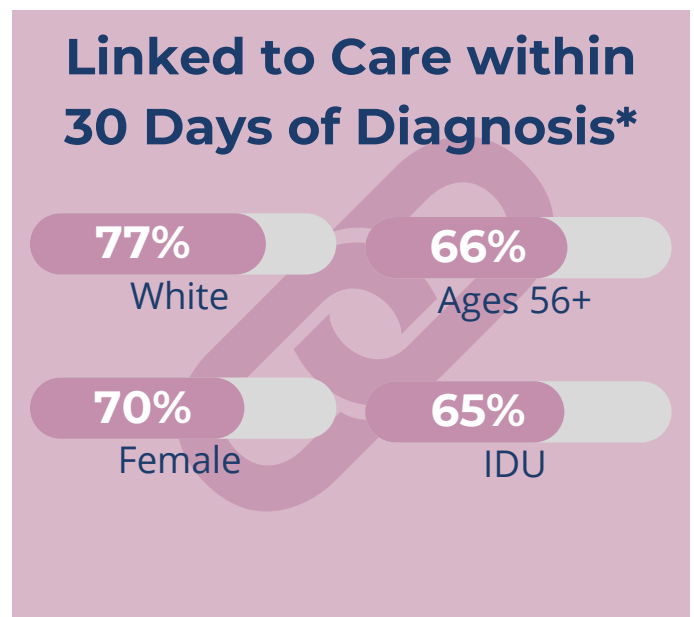 Linked to Care within
30 Days of Diagnosis*
77%
White
66%
Ages 56+
70%
Female
65%
IDU